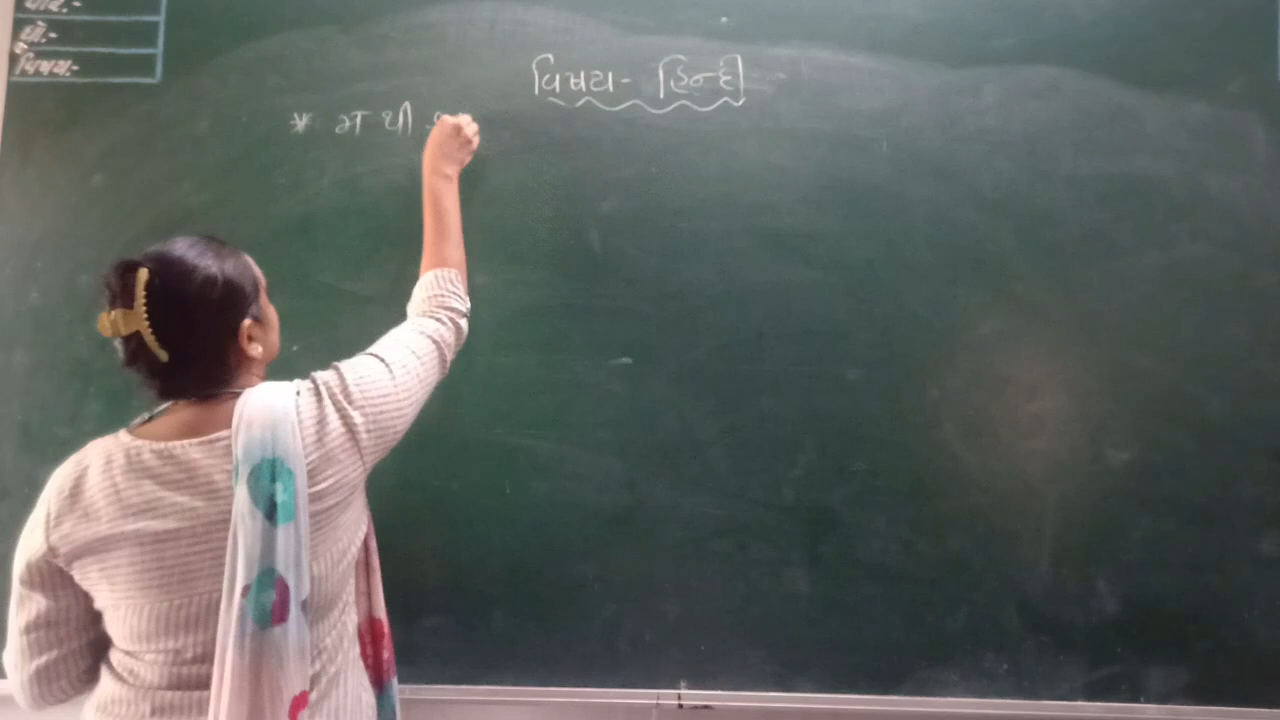 વાર:-
ધો.-
વિષય:-
વિષય- હિન્દી
* મ થી